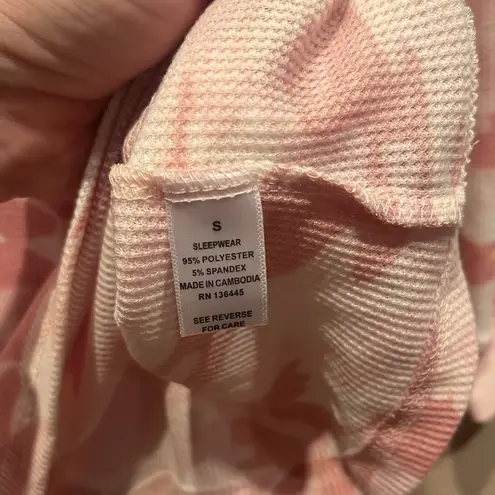 S
SLEEPWEAR
95% POLYESTER
5% SPANDEX
MADE IN CAMBODIA
RN 136445
SEE REVERSE
FOR CARE